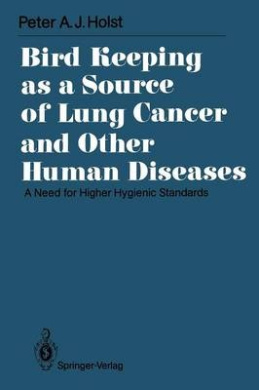 Peter A.J. Holst
Bird Keeping
as a Source
of Lung Cancer
and Other
Human Diseases
A Need for Higher Hygienic Standards
Springer-Verlag